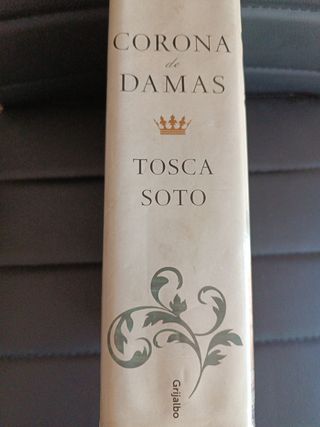 CORONA
de
DAMAS
TOSCA
SOTO
Grijalbo